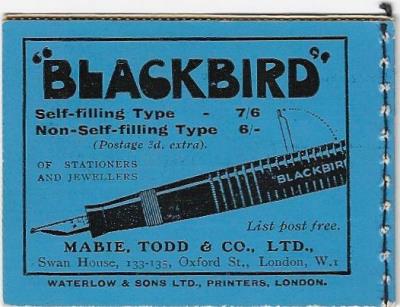 "BLACKBIRD"
Self-filling Type - 7/6
Non-Self-filling Type 6/-
(Postage 3d. extra).
OF STATIONERS
AND JEWELLERS
BLACKBIRD
List post free.
MABIE, TODD & CO., LTD.,
Swan House, 133-135, Oxford St., London, W.1
WATERLOW & SONS LTD., PRINTERS, LONDON.